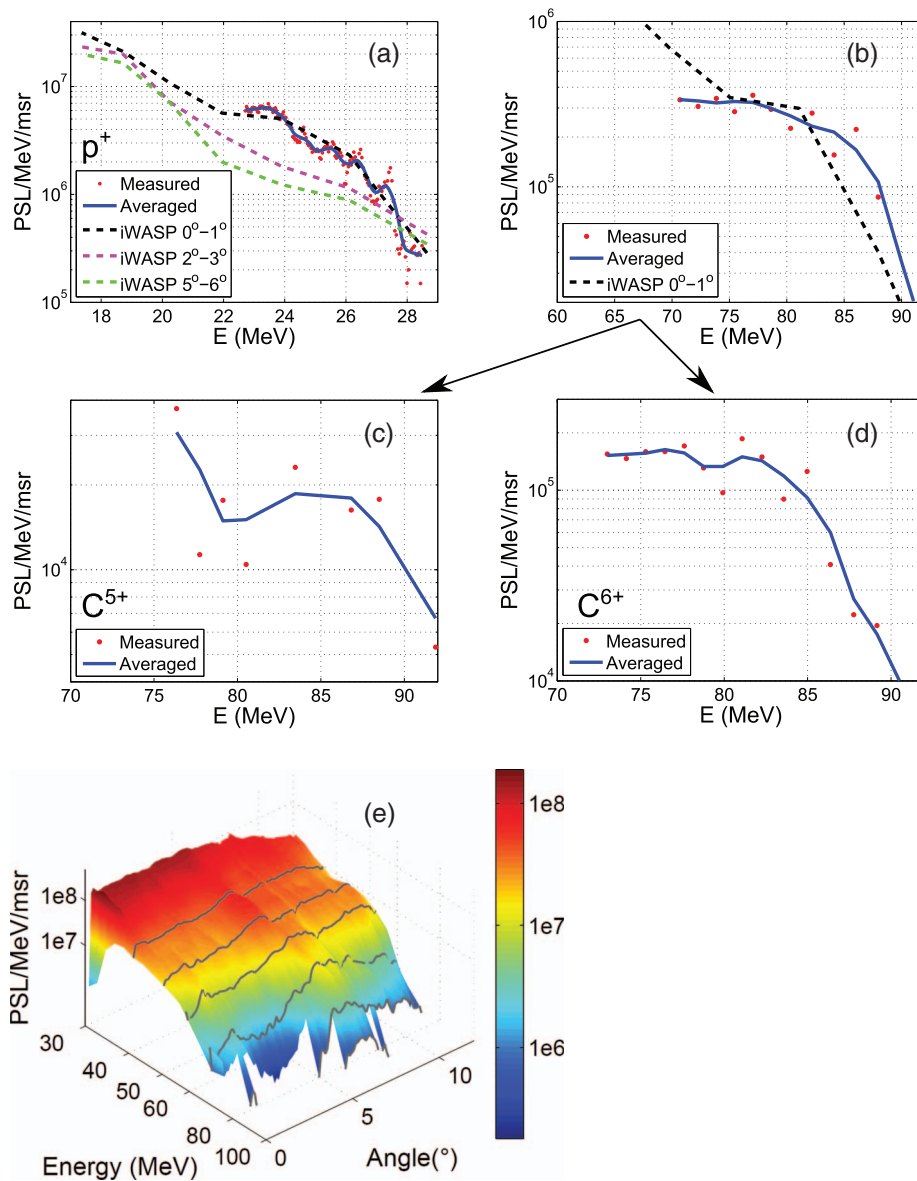 (a)
PSL/MeV/msr
10^7
10^6
10^5
p^+
Measured
Averaged
iWASP 0°−1°
iWASP 2°−3°
iWASP 5°−6°
18 20 22 24 26 28
E (MeV)
(b)
PSL/MeV/msr
10^6
10^5
Measured
Averaged
iWASP 0°−1°
60 65 70 75 80 85 90
E (MeV)
(c)
PSL/MeV/msr
10^4
C^5+
Measured
Averaged
70 75 80 85 90
E (MeV)
(d)
PSL/MeV/msr
10^5
10^4
C^6+
Measured
Averaged
70 75 80 85 90
E (MeV)
(e)
PSL/MeV/msr
1e8
1e7
30
40
50
60
80
100
Energy (MeV)
0
5
10
Angle(°)
1e8
1e7
1e6